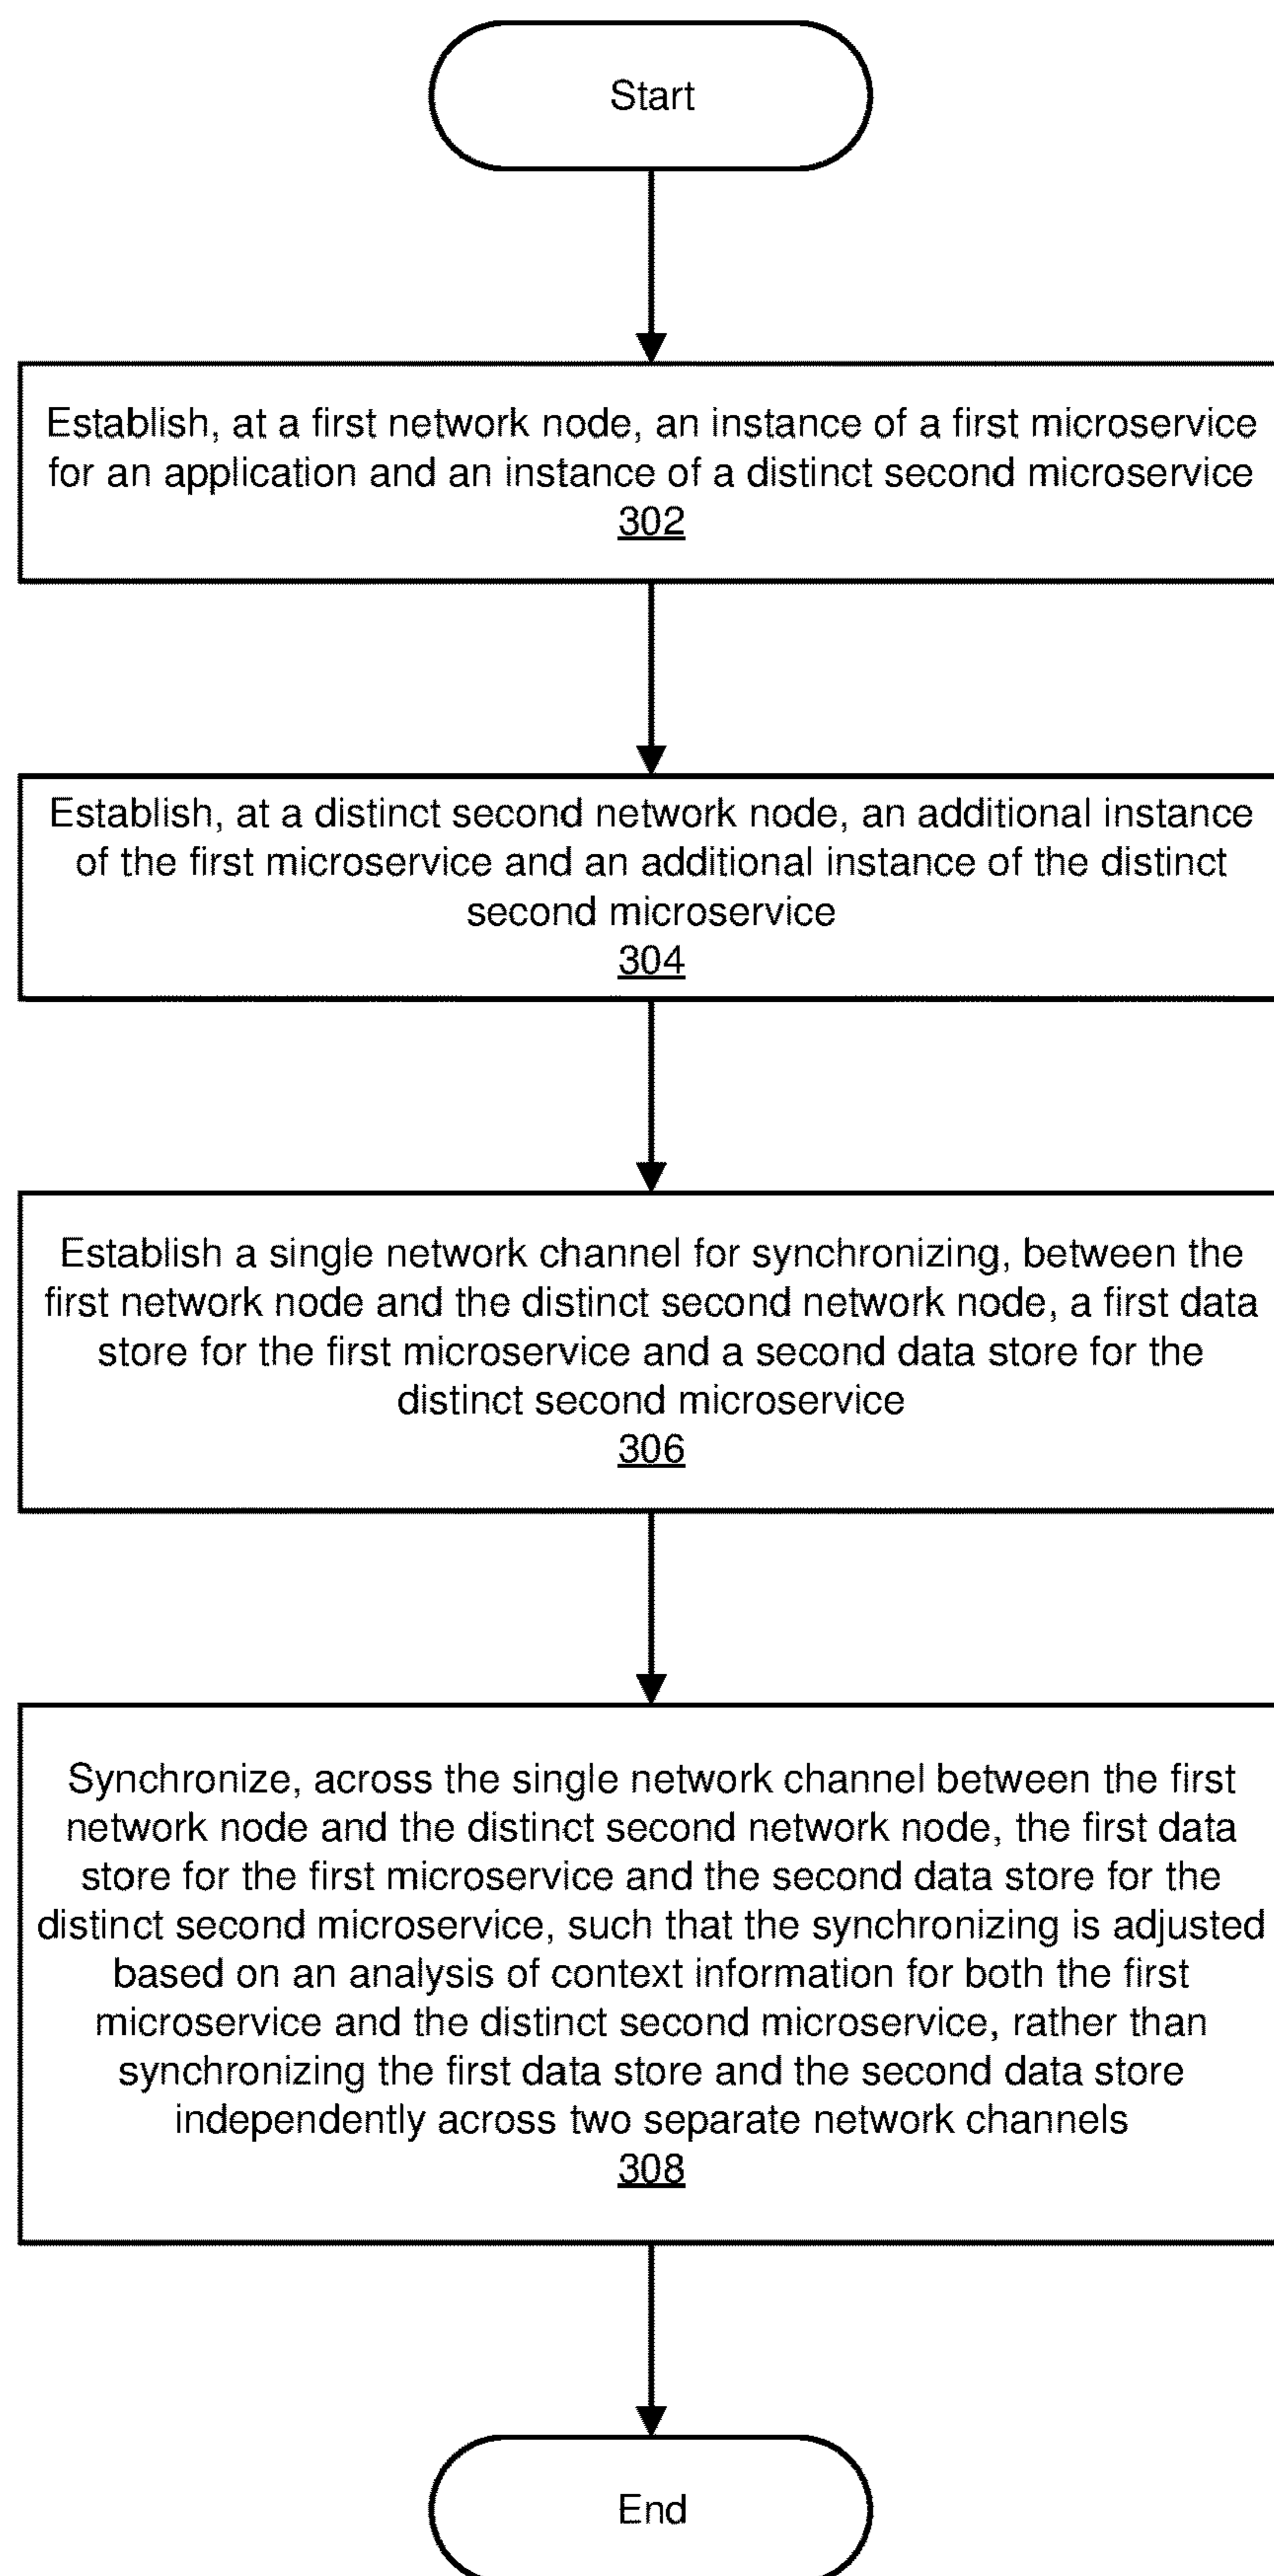 Start
Establish, at a first network node, an instance of a first microservice
for an application and an instance of a distinct second microservice
302
Establish, at a distinct second network node, an additional instance
of the first microservice and an additional instance of the distinct
second microservice
304
Establish a single network channel for synchronizing, between the
first network node and the distinct second network node, a first data
store for the first microservice and a second data store for the
distinct second microservice
306
Synchronize, across the single network channel between the first
network node and the distinct second network node, the first data
store for the first microservice and the second data store for the
distinct second microservice, such that the synchronizing is adjusted
based on an analysis of context information for both the first
microservice and the distinct second microservice, rather than
synchronizing the first data store and the second data store
independently across two separate network channels
308
End